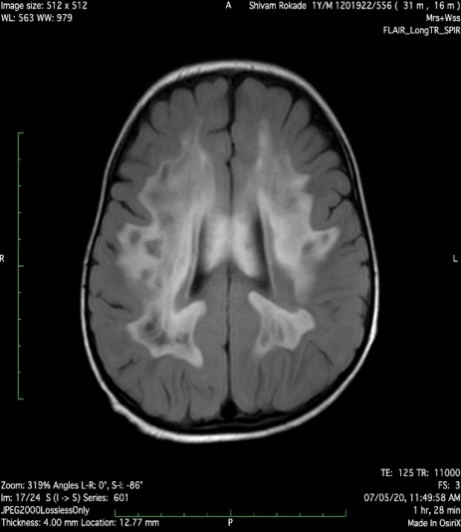 Image size: 512 x 512
WL: 563 WW: 979
A
Shivam Rokade 1Y/M 1201922/556 ( 31 m , 16 m )
Mrs+Wss
FLAIR_LongTR_SPIR
R
L
Zoom: 319% Angles L-R: 0°, S-I: -86°
Im: 17/24 S (I -> S) Series: 601
JPEG2000LosslessOnly
Thickness: 4.00 mm Location: 12.77 mm
P
TE: 125 TR: 11000
FS: 3
07/05/20, 11:49:58 AM
1 hr, 28 min
Made In OsiriX